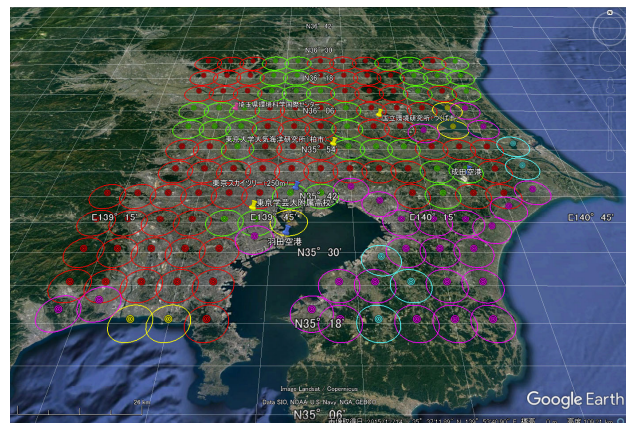 N36° 42'
N36° 30'
N36° 18'
N36° 06'
埼玉県環境科学国際センター
国立環境研究所（つくば）
東京大学大気海洋研究所（柏市）
N35° 54'
成田空港
東京スカイツリー（250m）
N35° 42'
東京学芸大附属高校
E139° 15'
E139° 45'
E140° 15'
E140° 45'
羽田空港
N35° 30'
N35° 18'
Image Landsat / Copernicus
Data SIO, NOAA, U.S. Navy, NGA, GEBCO
26 km
Google Earth
N35° 06'